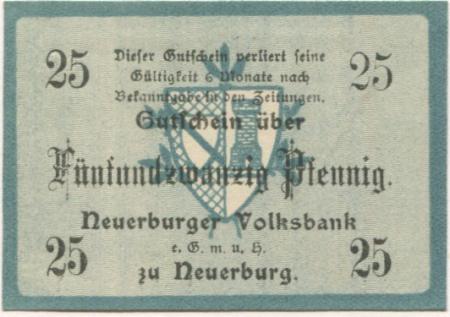 25 Dieser Gutschein verliert seine 25
Gültigkeit 6 Monate nach
Bekanntgabe in den Zeitungen.
Gutschein über
Fünfundzwanzig Pfennig.
Neuerburger Volksbank
e. G. m. u. H.
25 zu Neuerburg. 25